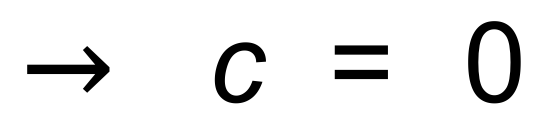 → c = 0